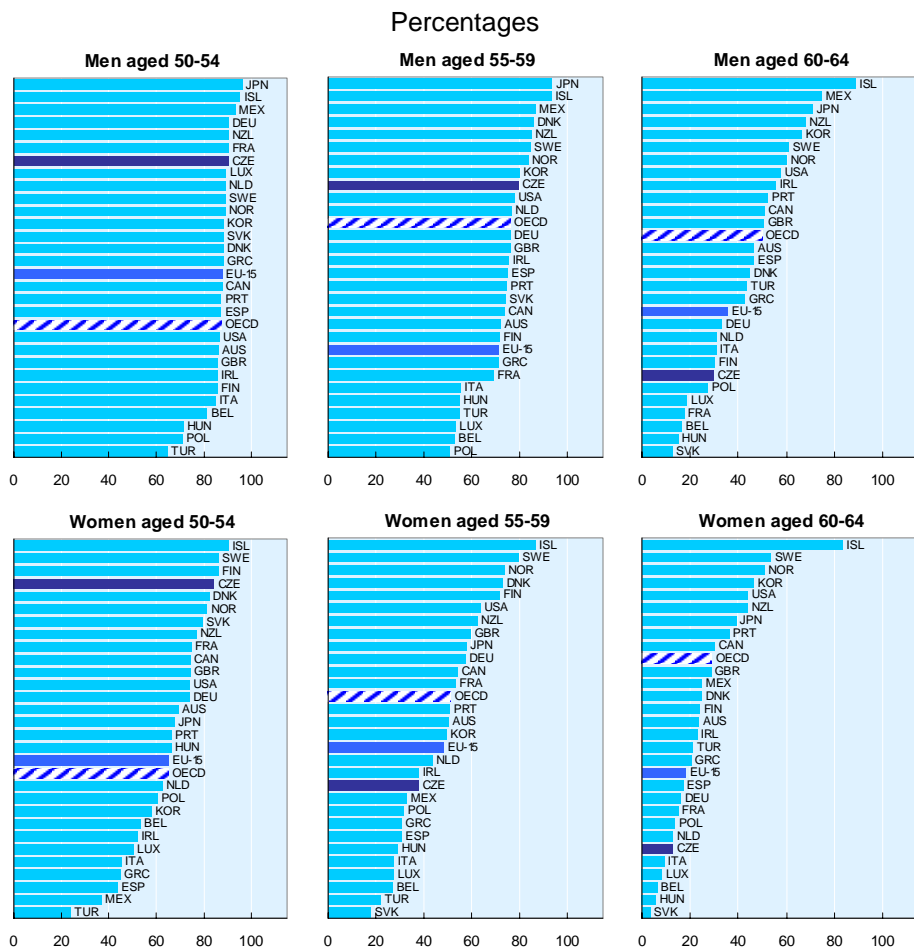 Percentages
Men aged 50-54
JPN
ISL
MEX
DEU
NZL
FRA
CZE
LUX
NLD
SWE
NOR
KOR
SVK
DNK
GRC
EU-15
CAN
PRT
ESP
OECD
USA
AUS
GBR
IRL
FIN
ITA
BEL
HUN
POL
TUR
0 20 40 60 80 100
Men aged 55-59
JPN
ISL
MEX
DNK
NZL
SWE
NOR
KOR
CZE
USA
NLD
OECD
DEU
GBR
IRL
ESP
PRT
SVK
CAN
AUS
FIN
EU-15
GRC
FRA
ITA
HUN
TUR
LUX
BEL
POL
0 20 40 60 80 100
Men aged 60-64
ISL
MEX
JPN
NZL
KOR
SWE
NOR
USA
IRL
PRT
CAN
GBR
OECD
AUS
ESP
DNK
TUR
GRC
EU-15
DEU
NLD
ITA
FIN
CZE
POL
LUX
FRA
BEL
HUN
SVK
0 20 40 60 80 100
Women aged 50-54
ISL
SWE
FIN
CZE
DNK
NOR
SVK
NZL
FRA
CAN
GBR
USA
DEU
AUS
JPN
PRT
HUN
EU-15
OECD
NLD
POL
KOR
BEL
IRL
LUX
ITA
GRC
ESP
MEX
TUR
0 20 40 60 80 100
Women aged 55-59
ISL
SWE
NOR
DNK
FIN
USA
NZL
GBR
JPN
DEU
CAN
FRA
OECD
PRT
AUS
KOR
EU-15
NLD
IRL
CZE
MEX
POL
GRC
ESP
HUN
ITA
LUX
BEL
TUR
SVK
0 20 40 60 80 100
Women aged 60-64
ISL
SWE
NOR
KOR
USA
NZL
JPN
PRT
CAN
OECD
GBR
MEX
DNK
FIN
AUS
IRL
TUR
GRC
EU-15
ESP
DEU
FRA
POL
NLD
CZE
ITA
LUX
BEL
HUN
SVK
0 20 40 60 80 100